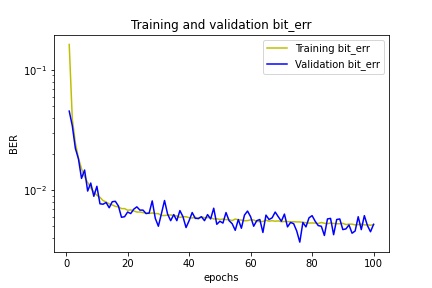 Training and validation bit_err
Training bit_err
Validation bit_err
10⁻¹
10⁻²
BER
0 20 40 60 80 100
epochs